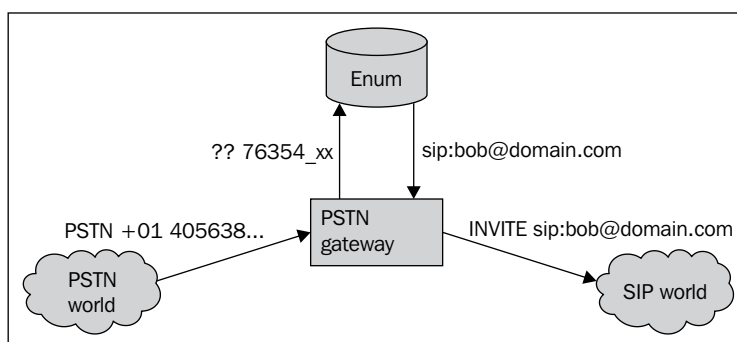 Enum
?? 76354_xx
sip:bob@domain.com
PSTN +01 405638...
PSTN
gateway
INVITE sip:bob@domain.com
PSTN
world
SIP world